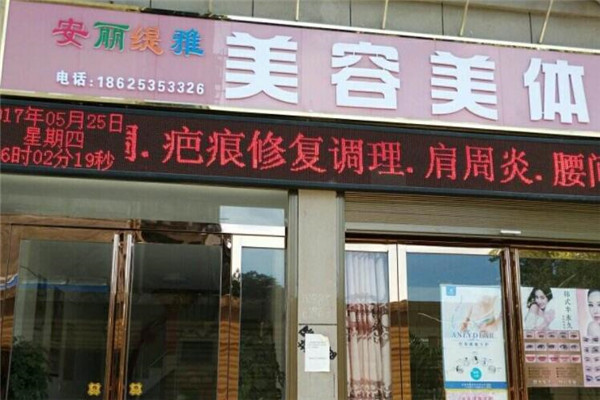 安丽缇雅
美容美体
电话:18625353326
017年05月25日
星期四
6时02分19秒
疤痕修复调理.肩周炎.腰间